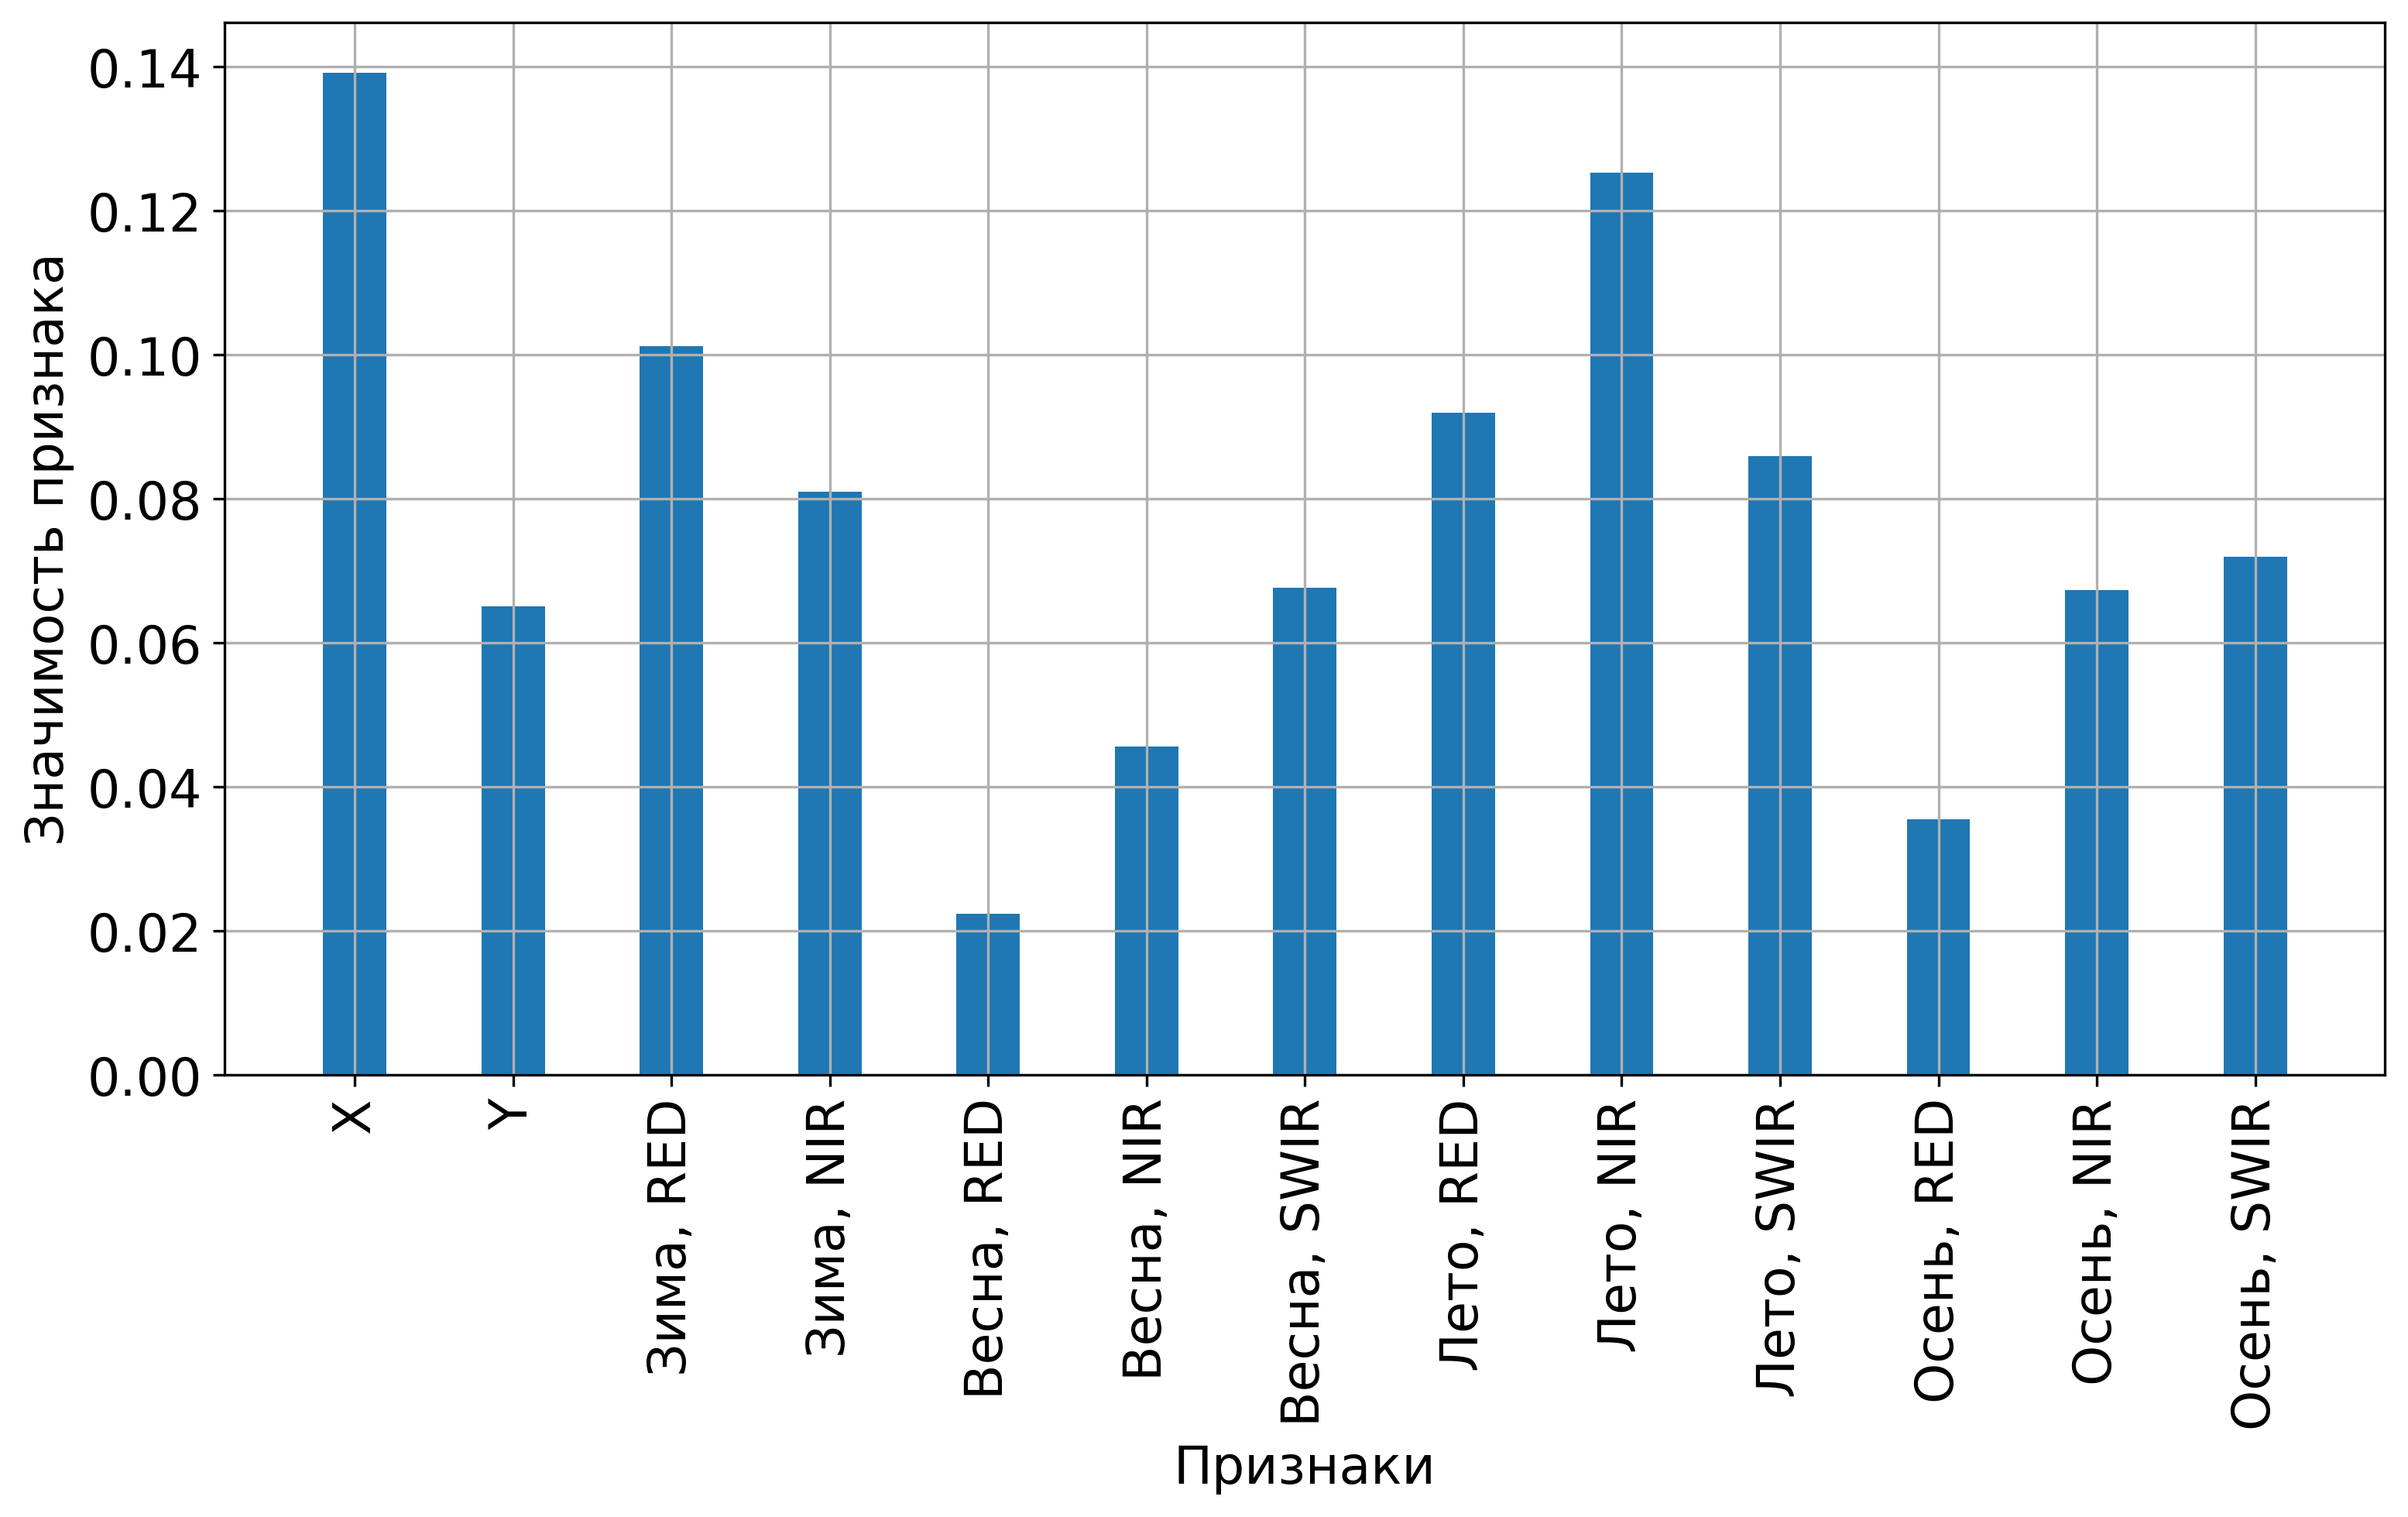 Значимость признака
0.14
0.12
0.10
0.08
0.06
0.04
0.02
0.00
X
Y
Зима, RED
Зима, NIR
Весна, RED
Весна, NIR
Весна, SWIR
Лето, RED
Лето, NIR
Лето, SWIR
Осень, RED
Осень, NIR
Осень, SWIR
Признаки